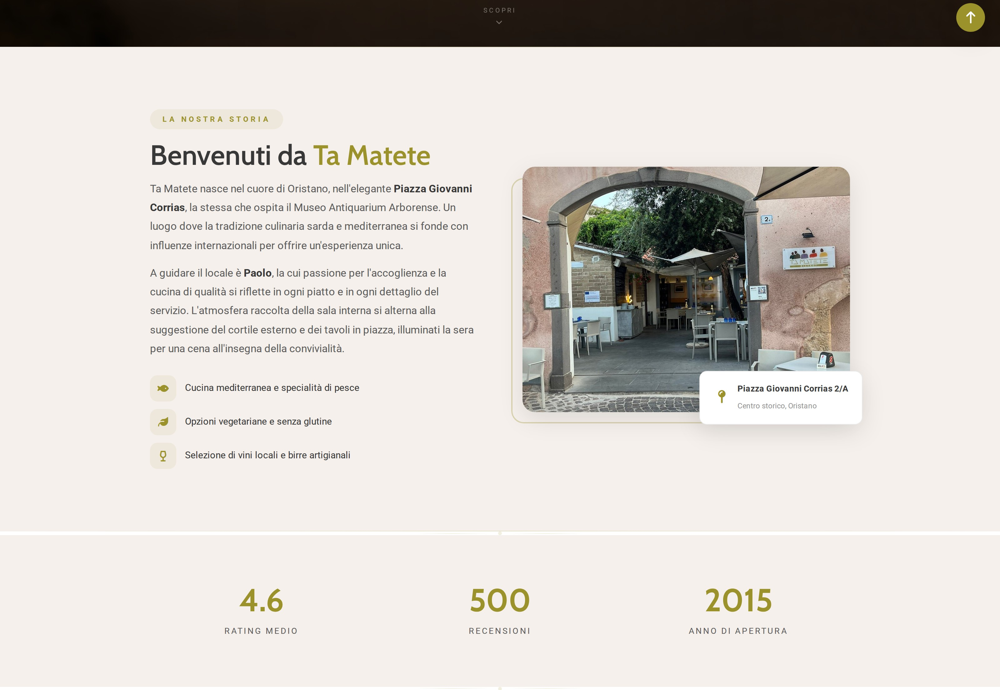 SCOPRI
LA NOSTRA STORIA
Benvenuti da Ta Matete
Ta Matete nasce nel cuore di Oristano, nell'elegante Piazza Giovanni
Corrias, la stessa che ospita il Museo Antiquarium Arborense. Un
luogo dove la tradizione culinaria sarda e mediterranea si fonde con
influenze internazionali per offrire un'esperienza unica.
A guidare il locale è Paolo, la cui passione per l'accoglienza e la
cucina di qualità si riflette in ogni piatto e in ogni dettaglio del
servizio. L'atmosfera raccolta della sala interna si alterna alla
suggestione del cortile esterno e dei tavoli in piazza, illuminati la sera
per una cena all'insegna della convivialità.
Cucina mediterranea e specialità di pesce
Opzioni vegetariane e senza glutine
Selezione di vini locali e birre artigianali
2a
TA MATETE
BISTROT
Piazza Giovanni Corrias 2/A
Centro storico, Oristano
4.6
RATING MEDIO
500
RECENSIONI
2015
ANNO DI APERTURA